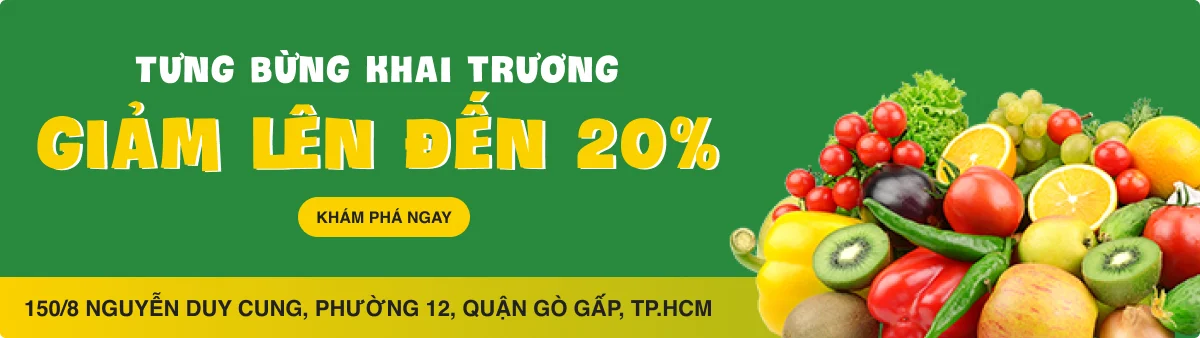 TƯNG BỪNG KHAI TRƯƠNG
GIẢM LÊN ĐẾN 20%
KHÁM PHÁ NGAY
150/8 NGUYỄN DUY CUNG, PHƯỜNG 12, QUẬN GÒ GẤP, TP.HCM